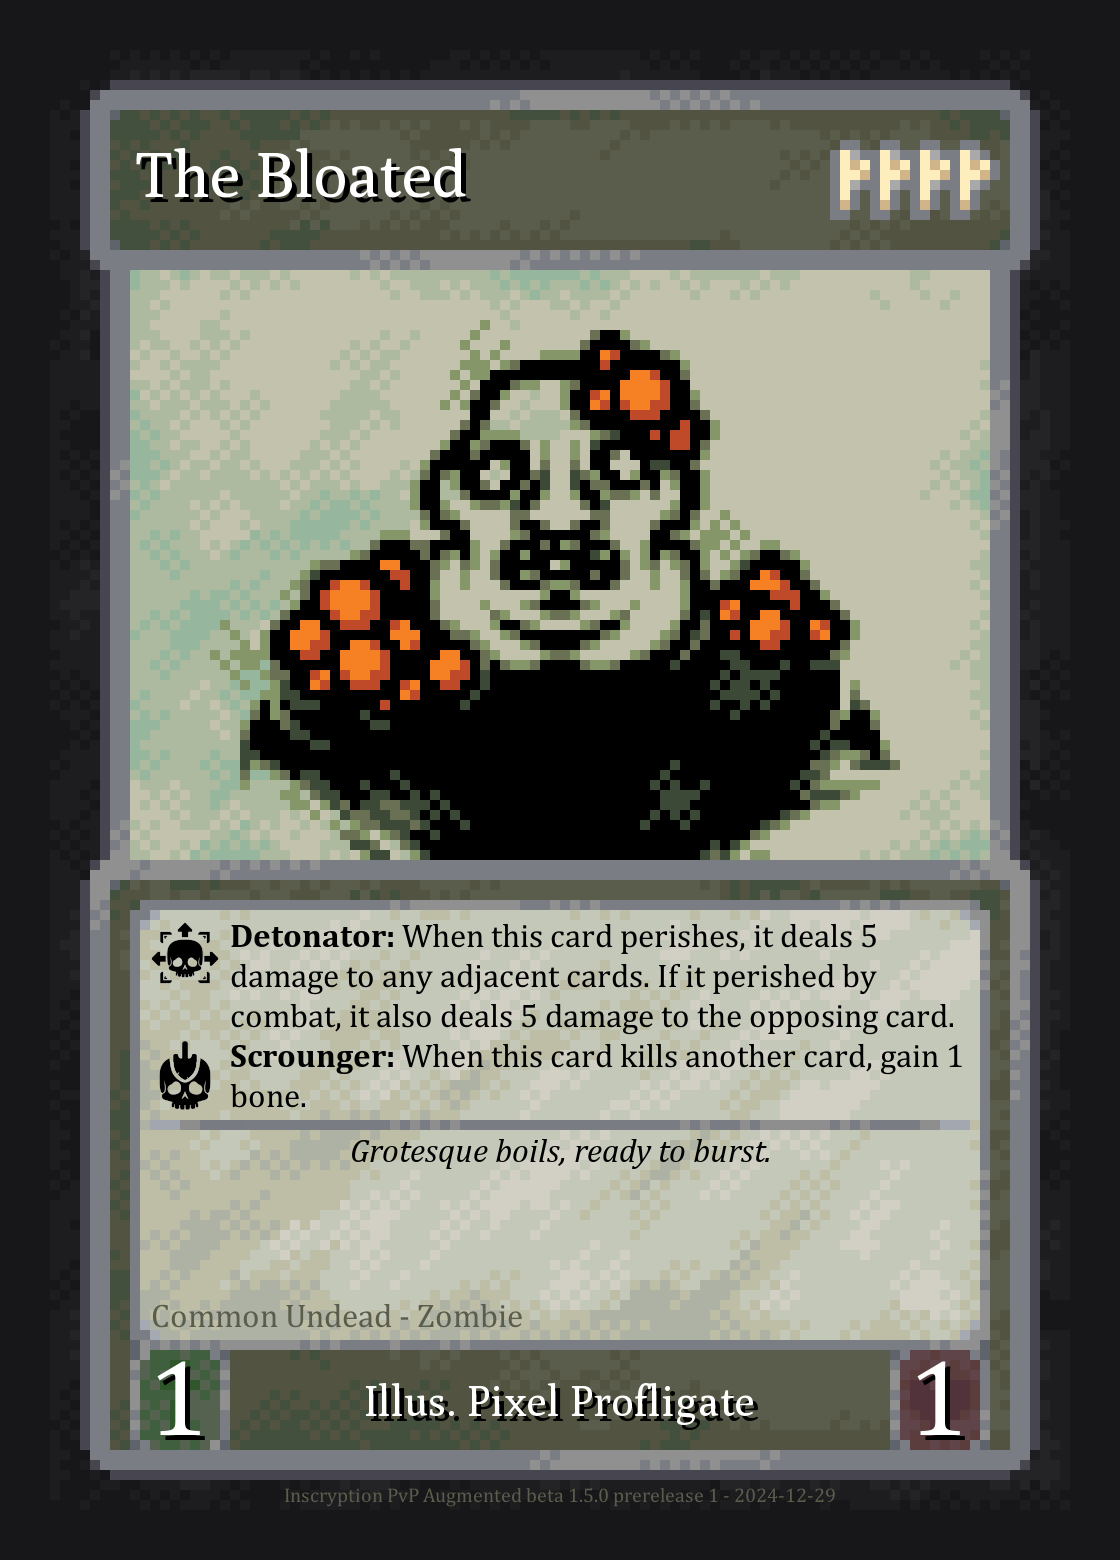 The Bloated
Detonator: When this card perishes, it deals 5
damage to any adjacent cards. If it perished by
combat, it also deals 5 damage to the opposing card.
Scrounger: When this card kills another card, gain 1
bone.
Grotesque boils, ready to burst.
Common Undead - Zombie
1
Illus. Pixel Profligate
1
Inscryption PvP Augmented beta 1.5.0 prerelease 1 - 2024-12-29